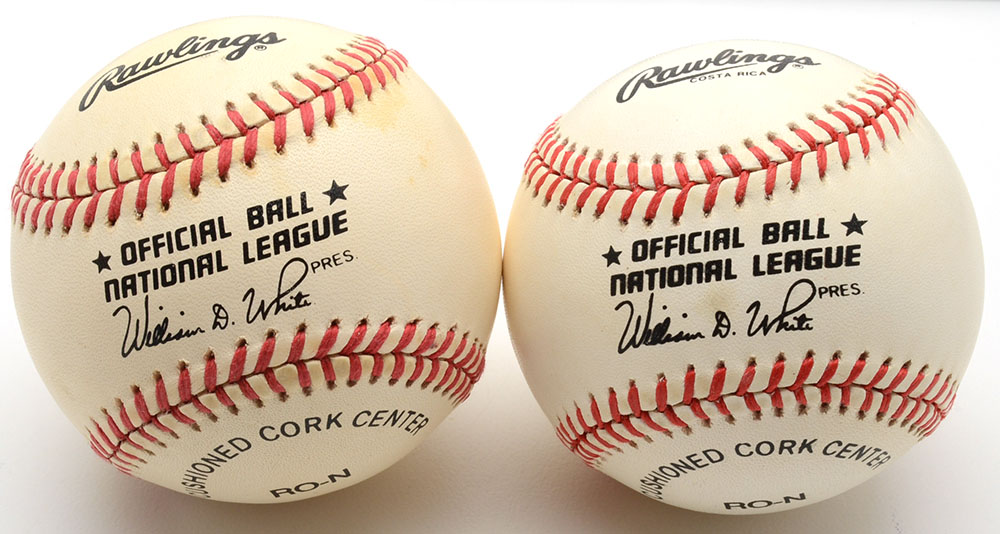 Rawlings®
★ OFFICIAL BALL ★
NATIONAL LEAGUE
William D. White PRES.
CUSHIONED CORK CENTER
RO-N
Rawlings®
COSTA RICA
★ OFFICIAL BALL ★
NATIONAL LEAGUE
William D. White PRES.
CUSHIONED CORK CENTER
RO-N